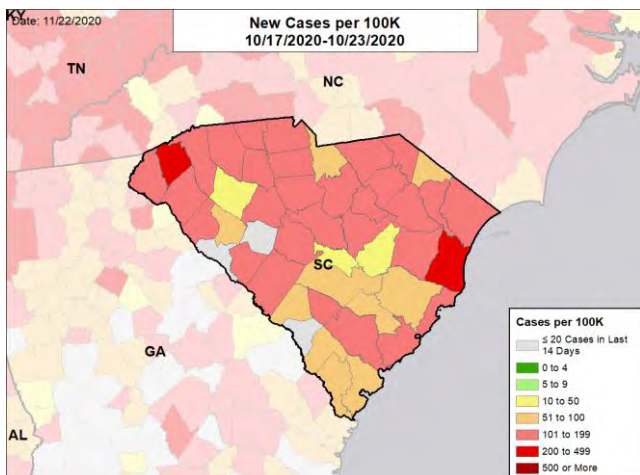 KY
Date: 11/22/2020
New Cases per 100K
10/17/2020-10/23/2020
TN
NC
SC
GA
AL
Cases per 100K
≤ 20 Cases in Last
14 Days
0 to 4
5 to 9
10 to 50
51 to 100
101 to 199
200 to 499
500 or More